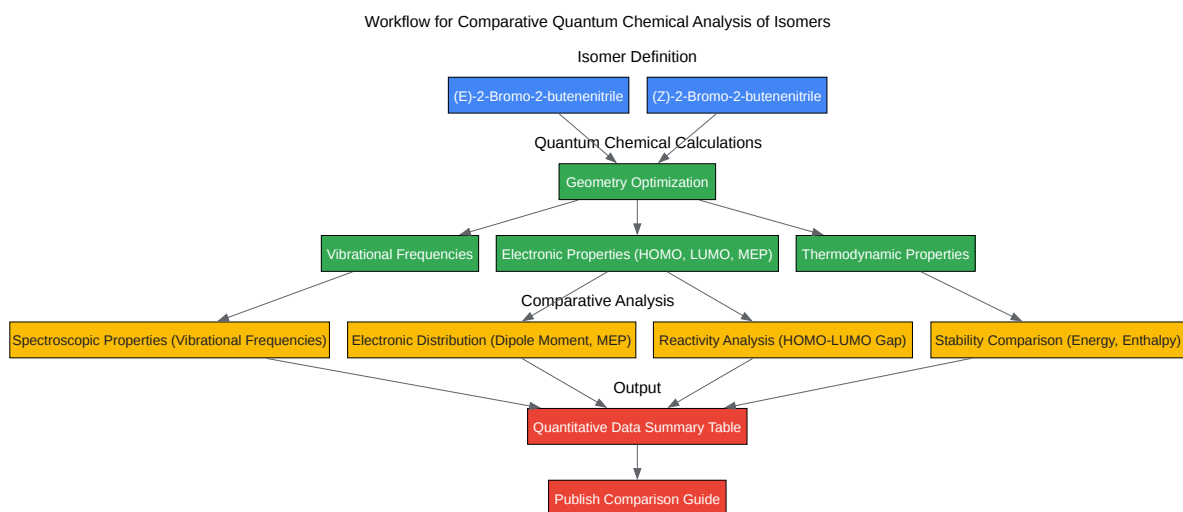 Workflow for Comparative Quantum Chemical Analysis of Isomers
Isomer Definition
(E)-2-Bromo-2-butenenitrile
(Z)-2-Bromo-2-butenenitrile
Quantum Chemical Calculations
Geometry Optimization
Vibrational Frequencies
Electronic Properties (HOMO, LUMO, MEP)
Thermodynamic Properties
Comparative Analysis
Spectroscopic Properties (Vibrational Frequencies)
Electronic Distribution (Dipole Moment, MEP)
Reactivity Analysis (HOMO-LUMO Gap)
Stability Comparison (Energy, Enthalpy)
Output
Quantitative Data Summary Table
Publish Comparison Guide